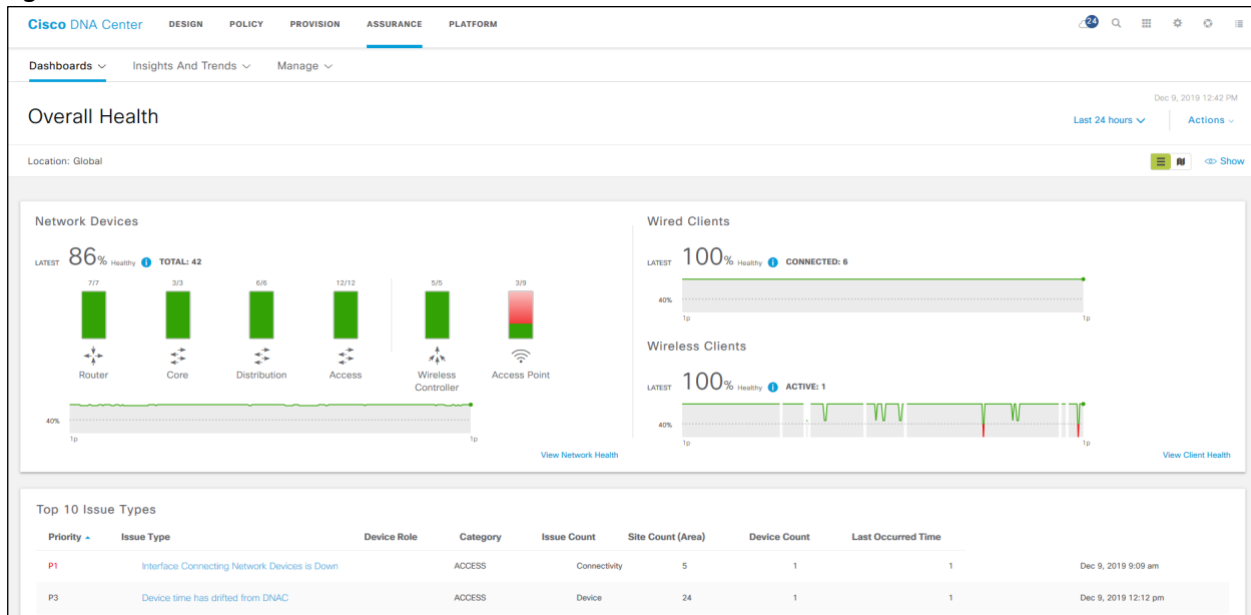 Cisco DNA Center DESIGN POLICY PROVISION ASSURANCE PLATFORM 24
Dashboards Insights And Trends Manage
Dec 9, 2019 12:42 PM
Overall Health
Last 24 hours Actions
Location: Global
Show
Network Devices
LATEST 86% Healthy TOTAL: 42
7/7 3/3 6/6 12/12 5/5 3/9
Router Core Distribution Access Wireless Controller Access Point
40%
1p 1p
View Network Health
Wired Clients
LATEST 100% Healthy CONNECTED: 6
40%
1p 1p
Wireless Clients
LATEST 100% Healthy ACTIVE: 1
40%
1p 1p
View Client Health
Top 10 Issue Types
Priority Issue Type Device Role Category Issue Count Site Count (Area) Device Count Last Occurred Time
P1 Interface Connecting Network Devices is Down ACCESS Connectivity 5 1 1 Dec 9, 2019 9:09 am
P3 Device time has drifted from DNAC ACCESS Device 24 1 1 Dec 9, 2019 12:12 pm